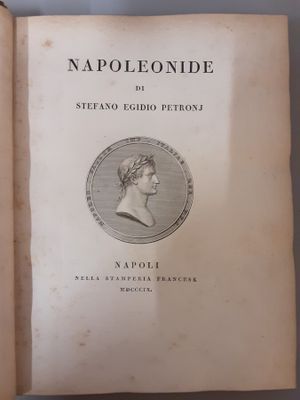 NAPOLEONIDE
DI
STEFANO EGIDIO PETRONJ
NAPOLI
NELLA STAMPERIA FRANCESE
MDCCCIX.